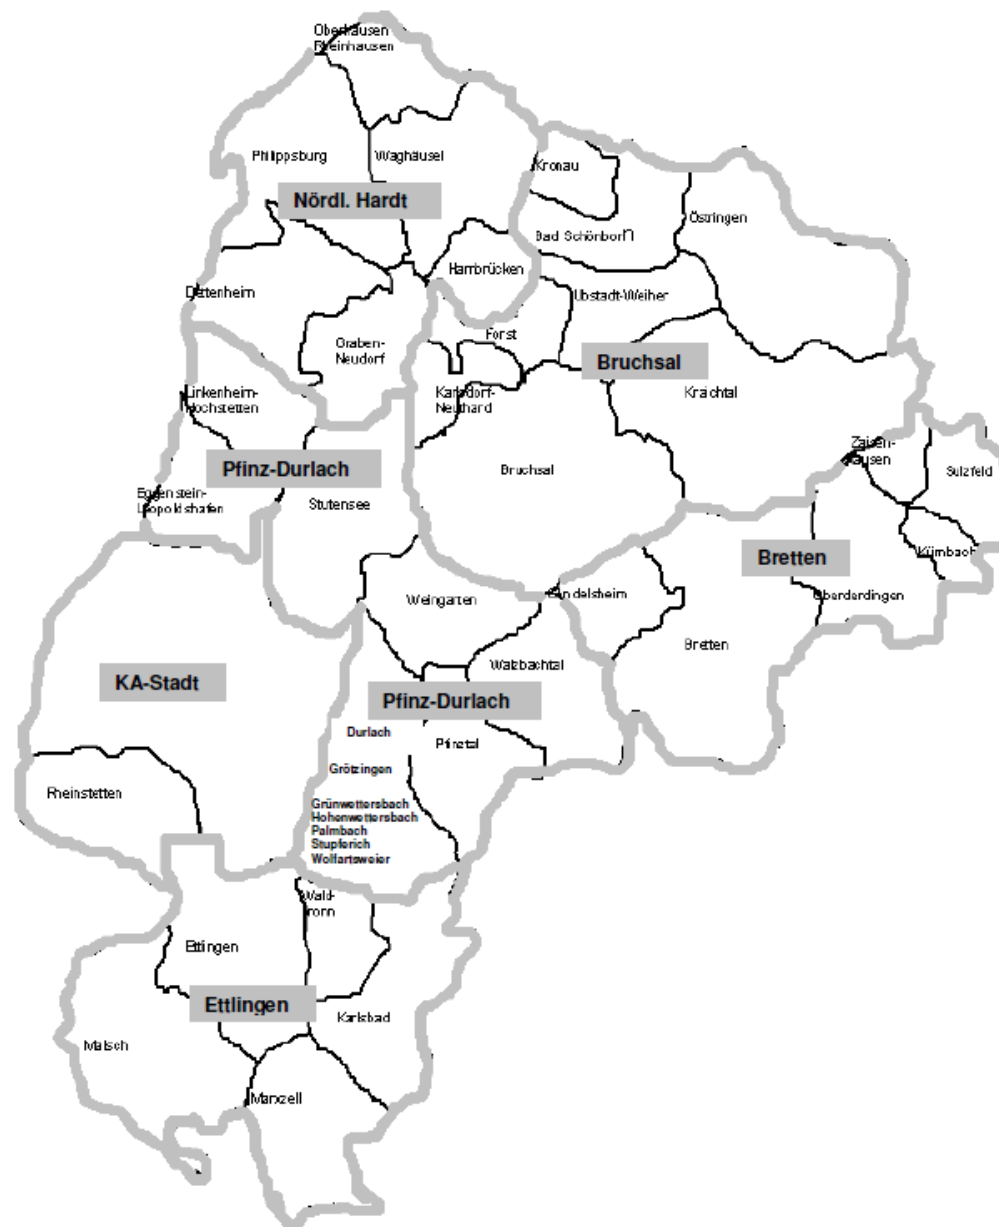 Oberhausen
Rheinhausen
Philippsburg
Waghäusel
Kronau
Nördl. Hardt
Östringen
Bad Schönborn
Hambrücken
Dettenheim
Ubstadt-Weiher
Forst
Graben-
Neudorf
Bruchsal
Linkenheim-
Hochstetten
Karlsdorf-
Neuthard
Kraichtal
Zaisen-
hausen
Sulzfeld
Pfinz-Durlach
Bruchsal
Eggenstein-
Leopoldshafen
Stutensee
Bretten
Kürnbach
Weingarten
Gondelsheim
Oberderdingen
Bretten
Walzbachtal
KA-Stadt
Pfinz-Durlach
Durlach
Pfinztal
Grötzingen
Rheinstetten
Grünwettersbach
Hohenwettersbach
Palmbach
Stupferich
Wolfartsweier
Wald-
bronn
Ettlingen
Ettlingen
Karlsbad
Malsch
Marxzell